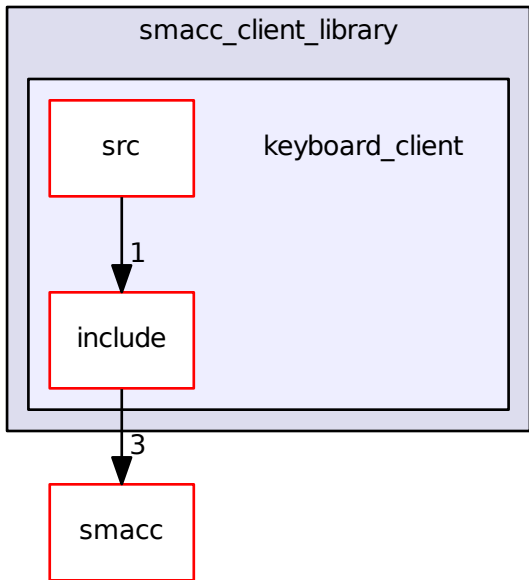 smacc_client_library
src
keyboard_client
1
include
3
smacc